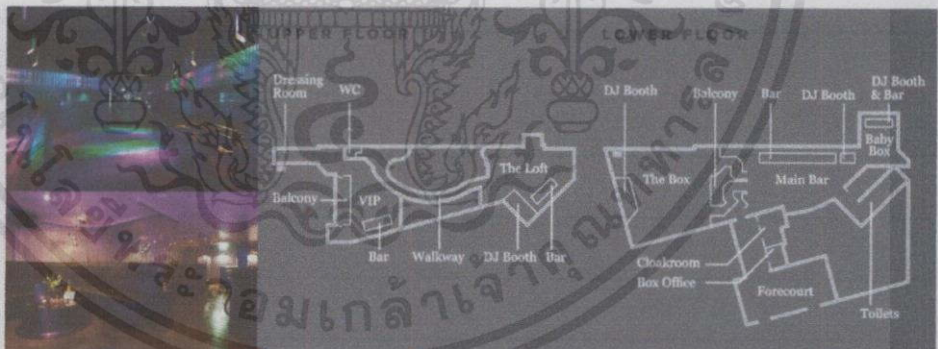 UPPER FLOOR
LOWER FLOOR
Dressing
Room
WC
The Loft
Balcony
VIP
Bar
Walkway
DJ Booth
Bar
DJ Booth
Balcony
Bar
DJ Booth
DJ Booth
& Bar
Baby
Box
The Box
Main Bar
Cloakroom
Box Office
Forecourt
Toilets